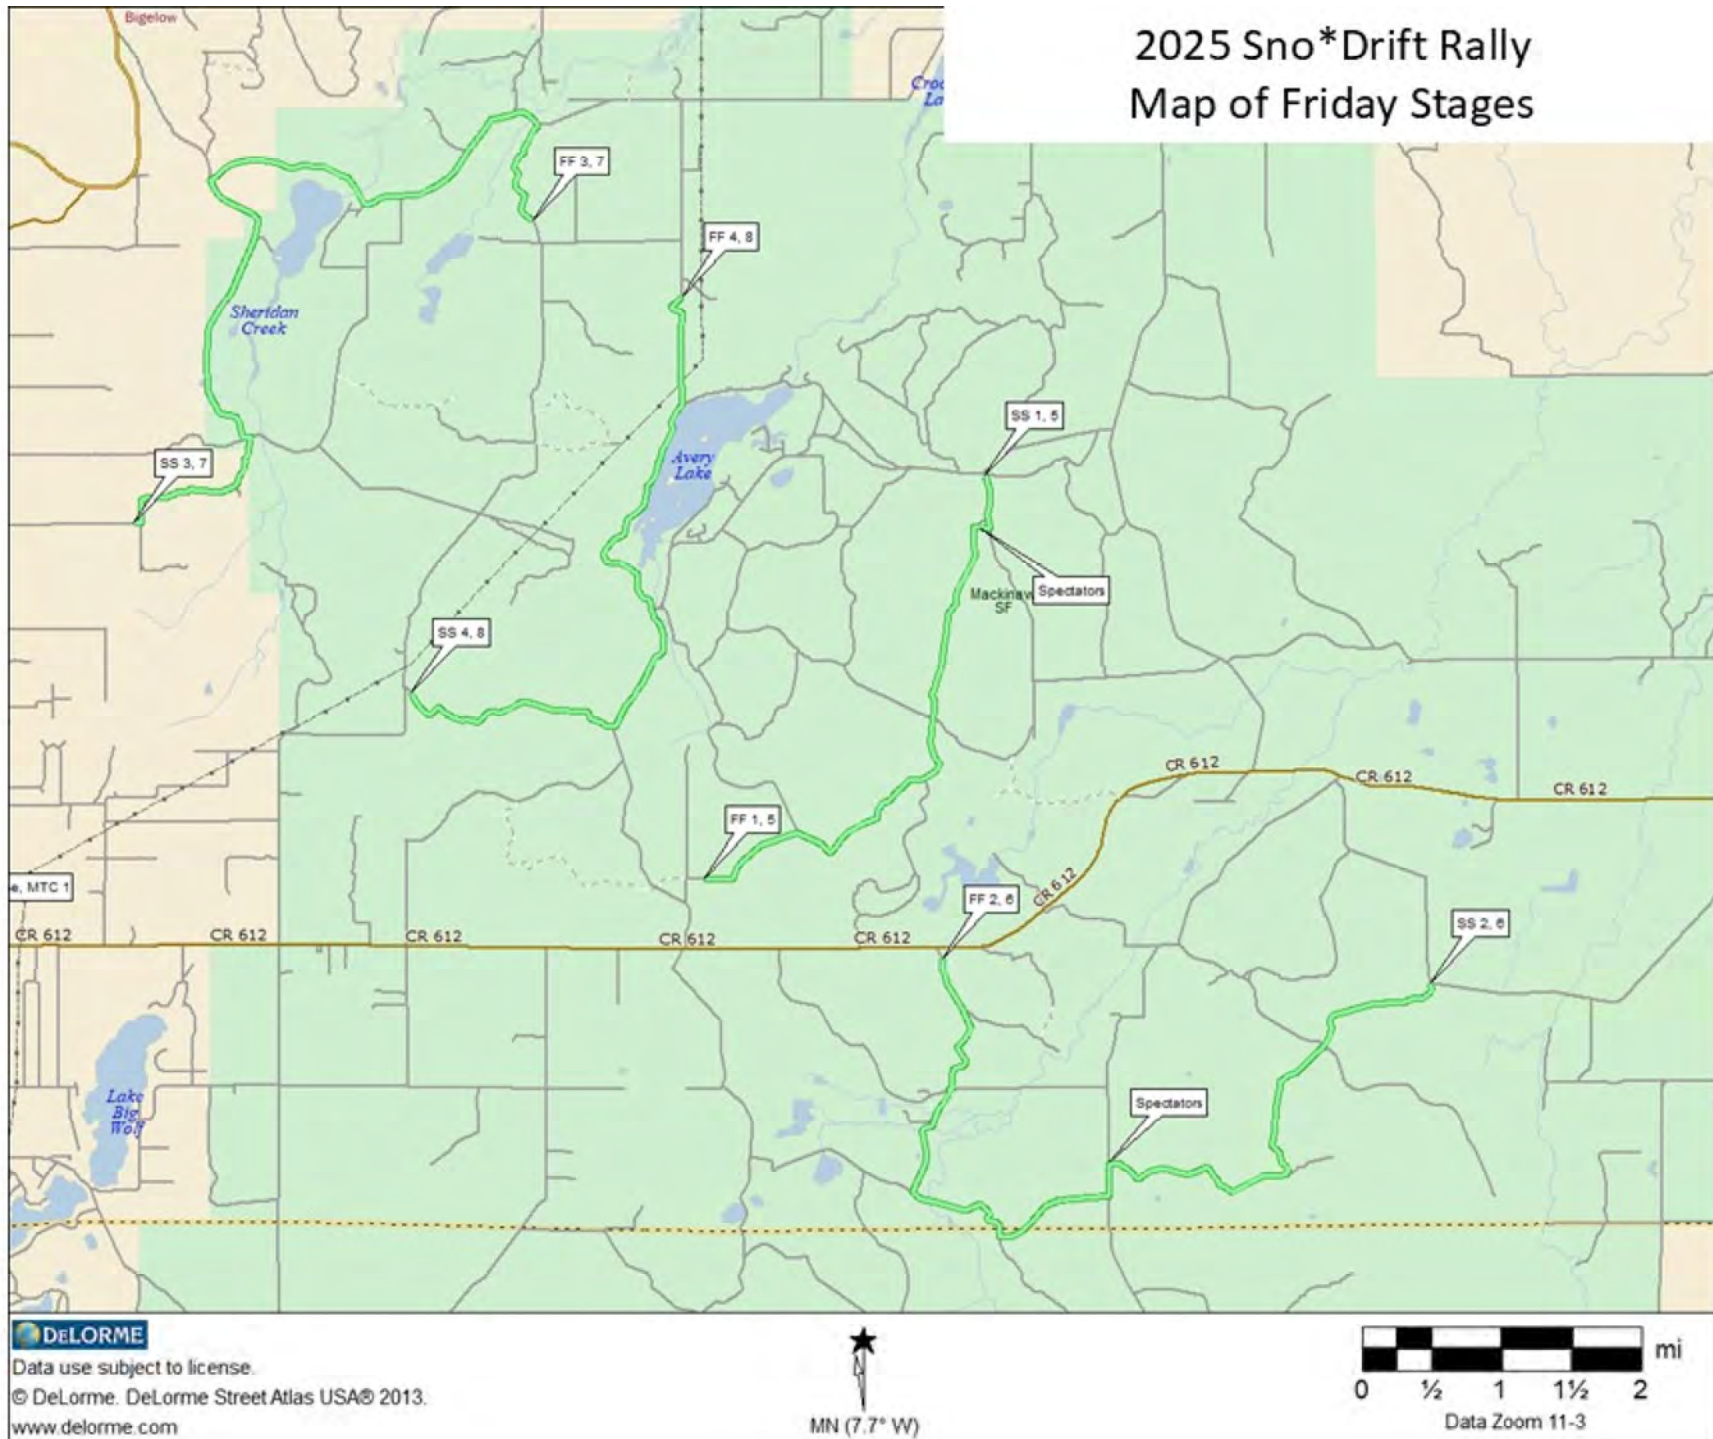 Bigelow
2025 Sno*Drift Rally
Map of Friday Stages
FF 3, 7
FF 4, 8
Sheridan
Creek
SS 1, 5
SS 3, 7
Avery
Lake
Spectators
SF
SS 4, 8
CR 612
CR 612
CR 612
FF 1, 5
e, MTC 1
CR 612
FF 2, 6
SS 2, 6
CR 612
CR 612
CR 612
CR 612
CR 612
Lake
Big
Wolf
Spectators
DELORME
Data use subject to license.
© DeLorme. DeLorme Street Atlas USA® 2013.
www.delorme.com
MN (7.7° W)
mi
0 ½ 1 1½ 2
Data Zoom 11-3